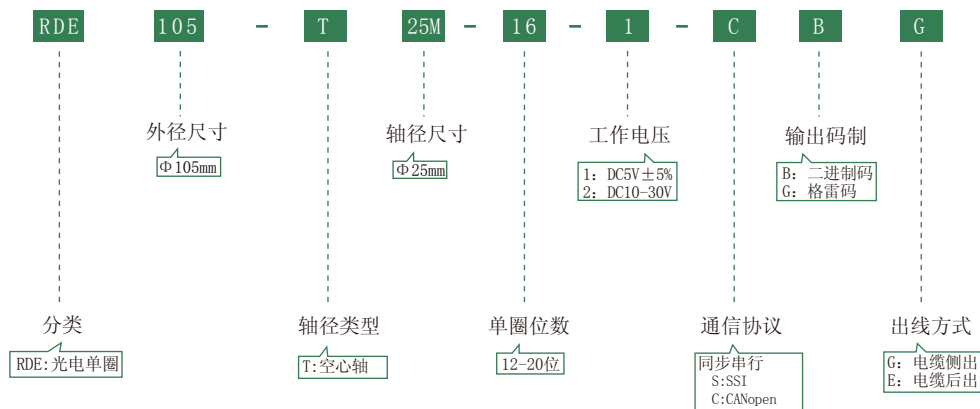 RDE 105 - T 25M - 16 - 1 - C B G
外径尺寸
Φ105mm
轴径尺寸
Φ25mm
工作电压
1: DC5V±5%
2: DC10-30V
输出码制
B: 二进制码
G: 格雷码
分类
RDE:光电单圈
轴径类型
T:空心轴
单圈位数
12-20位
通信协议
同步串行
S:SSI
C:CANopen
出线方式
G: 电缆侧出
E: 电缆后出